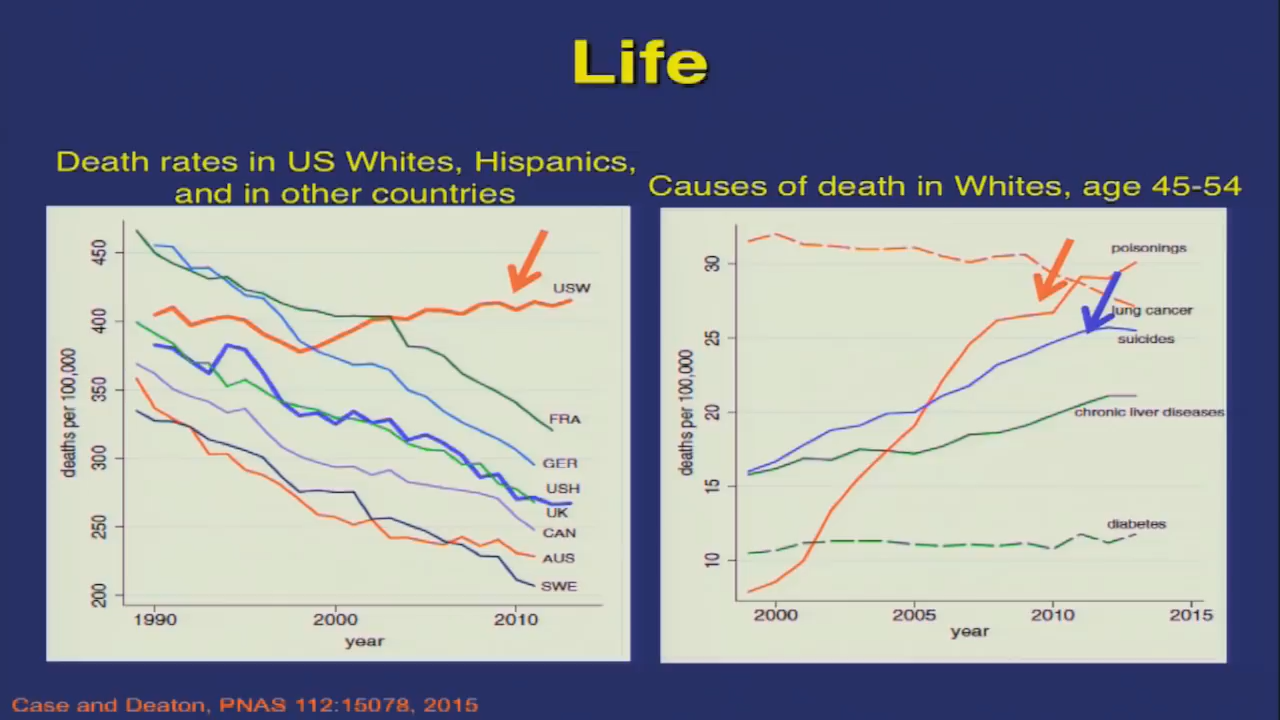 Life
Death rates in US Whites, Hispanics,
and in other countries
Causes of death in Whites, age 45-54
deaths per 100,000
450
400
350
300
250
200
1990
2000
2010
year
USW
FRA
GER
USH
UK
CAN
AUS
SWE
deaths per 100,000
30
25
20
15
10
2000
2005
2010
2015
year
poisonings
lung cancer
suicides
chronic liver diseases
diabetes
Case and Deaton, PNAS 112:15078, 2015